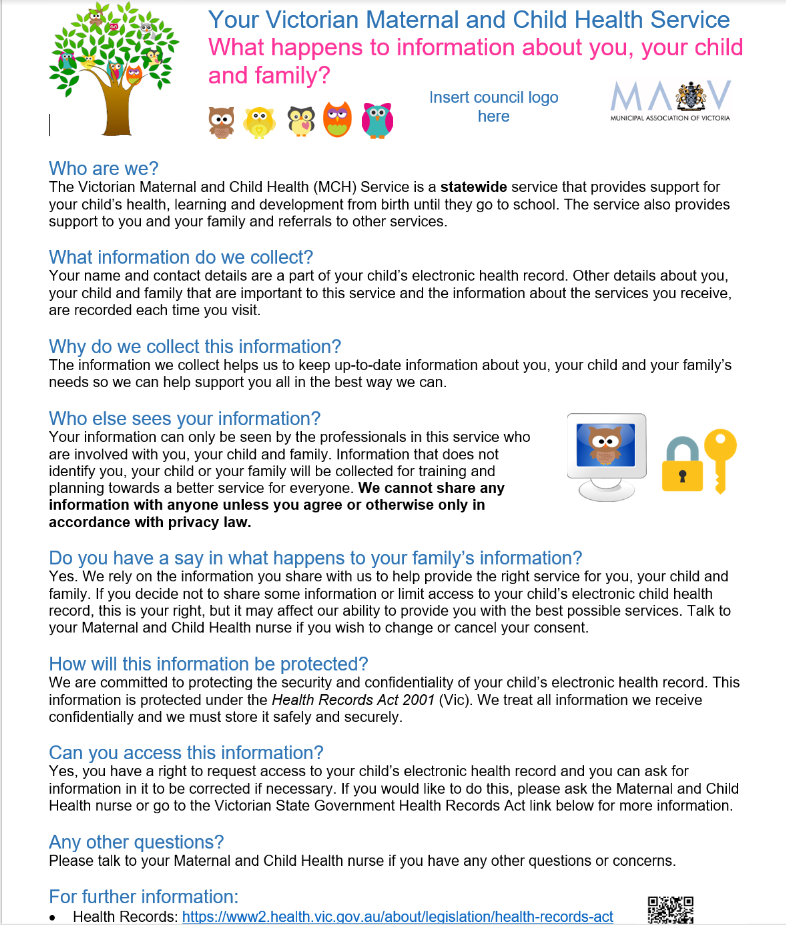 Your Victorian Maternal and Child Health Service
What happens to information about you, your child
and family?
Insert council logo
here
MAV
MUNICIPAL ASSOCIATION OF VICTORIA
Who are we?
The Victorian Maternal and Child Health (MCH) Service is a statewide service that provides support for
your child's health, learning and development from birth until they go to school. The service also provides
support to you and your family and referrals to other services.
What information do we collect?
Your name and contact details are a part of your child's electronic health record. Other details about you,
your child and family that are important to this service and the information about the services you receive,
are recorded each time you visit.
Why do we collect this information?
The information we collect helps us to keep up-to-date information about you, your child and your family's
needs so we can help support you all in the best way we can.
Who else sees your information?
Your information can only be seen by the professionals in this service who
are involved with you, your child and family. Information that does not
identify you, your child or your family will be collected for training and
planning towards a better service for everyone. We cannot share any
information with anyone unless you agree or otherwise only in
accordance with privacy law.
Do you have a say in what happens to your family's information?
Yes. We rely on the information you share with us to help provide the right service for you, your child and
family. If you decide not to share some information or limit access to your child's electronic child health
record, this is your right, but it may affect our ability to provide you with the best possible services. Talk to
your Maternal and Child Health nurse if you wish to change or cancel your consent.
How will this information be protected?
We are committed to protecting the security and confidentiality of your child's electronic health record. This
information is protected under the Health Records Act 2001 (Vic). We treat all information we receive
confidentially and we must store it safely and securely.
Can you access this information?
Yes, you have a right to request access to your child's electronic health record and you can ask for
information in it to be corrected if necessary. If you would like to do this, please ask the Maternal and Child
Health nurse or go to the Victorian State Government Health Records Act link below for more information.
Any other questions?
Please talk to your Maternal and Child Health nurse if you have any other questions or concerns.
For further information:
• Health Records: https://www2.health.vic.gov.au/about/legislation/health-records-act